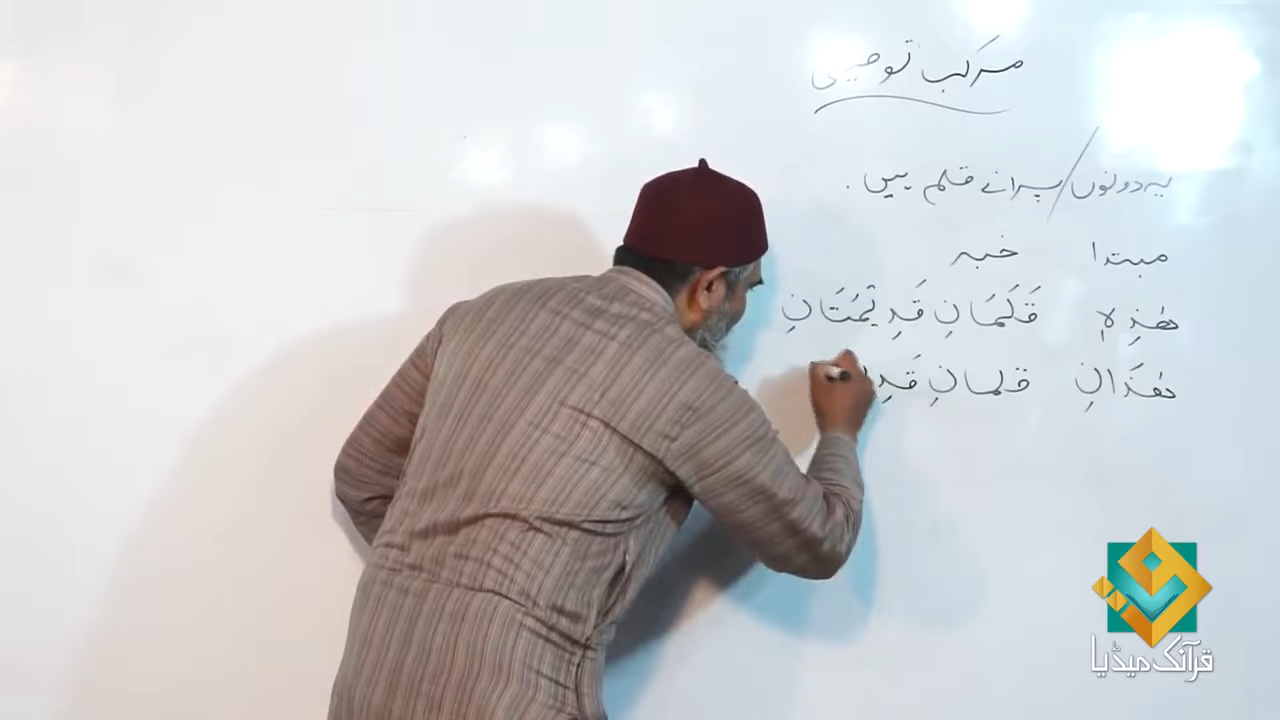 مرکب توصیفی
یہ دونوں / پرانے قلم ہیں .
مبتدا خبر
ھٰذِہٖ قَلَمَانِ قَدِیْمَتَانِ
ھٰذَانِ قلمانِ قَدِ
قرآنک میڈیا